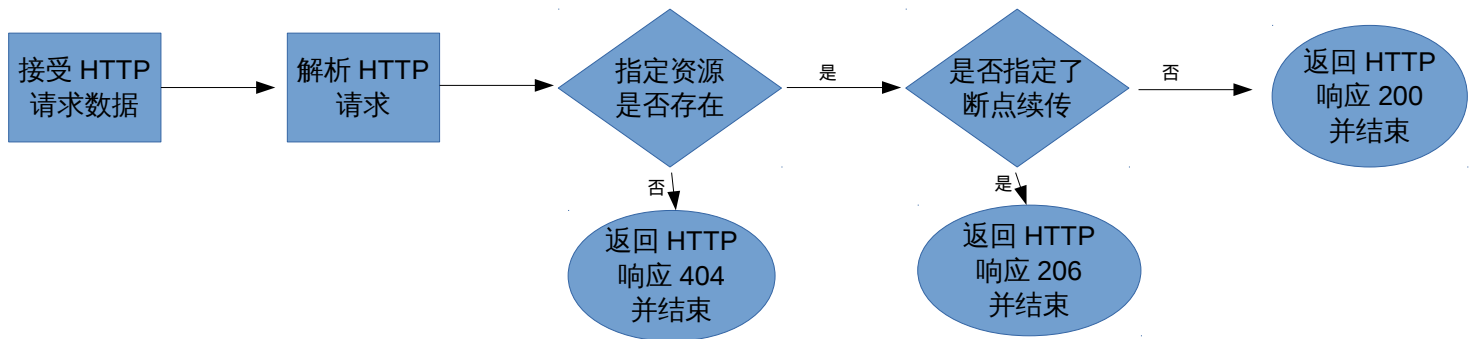 接受 HTTP
请求数据
解析 HTTP
请求
指定资源
是否存在
是
是否指定了
断点续传
否
返回 HTTP
响应 200
并结束
否
返回 HTTP
响应 404
并结束
是
返回 HTTP
响应 206
并结束